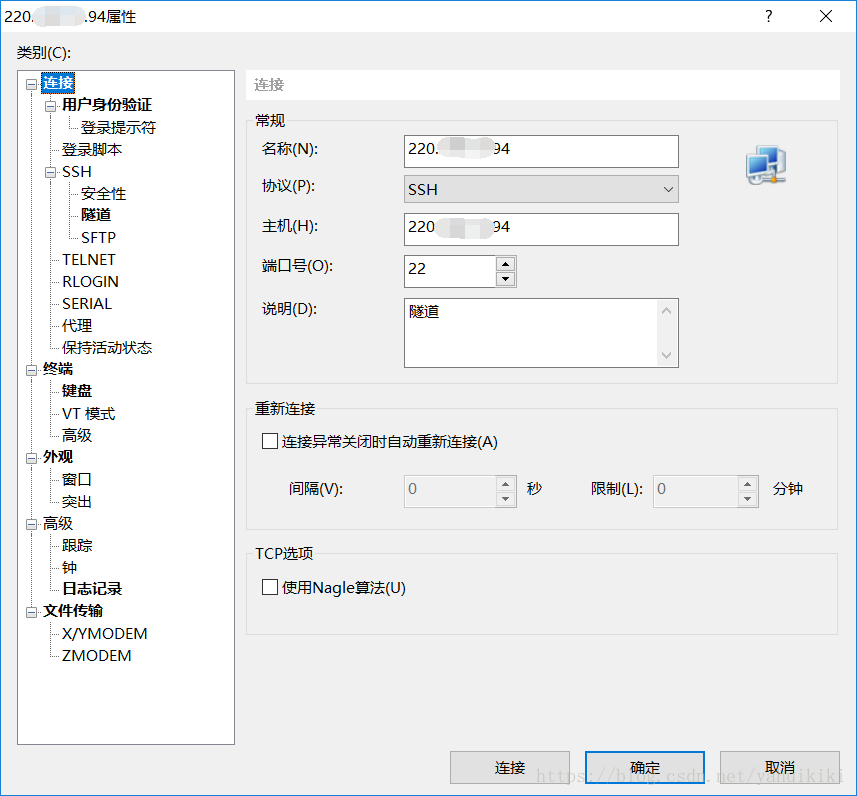 220. .94属性
类别(C):
连接
用户身份验证
登录提示符
登录脚本
SSH
安全性
隧道
SFTP
TELNET
RLOGIN
SERIAL
代理
保持活动状态
终端
键盘
VT 模式
高级
外观
窗口
突出
高级
跟踪
钟
日志记录
文件传输
X/YMODEM
ZMODEM
连接
常规
名称(N): 220. 94
协议(P): SSH
主机(H): 220 94
端口号(O): 22
说明(D): 隧道
重新连接
连接异常关闭时自动重新连接(A)
间隔(V): 0 秒 限制(L): 0 分钟
TCP选项
使用Nagle算法(U)
连接 确定 取消
https://blog.csdn.net/yandikiki